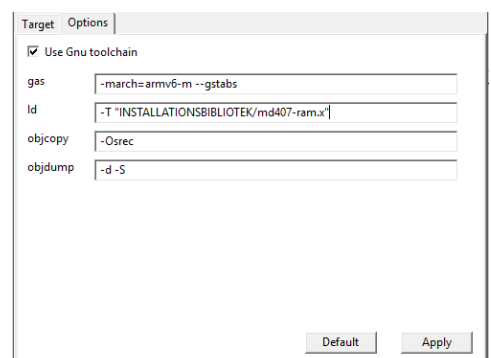 Target Options
Use Gnu toolchain
gas -march=armv6-m --gstabs
ld -T "INSTALLATIONSBIBLIOTEK/md407-ram.x"
objcopy -Osrec
objdump -d -S
Default Apply